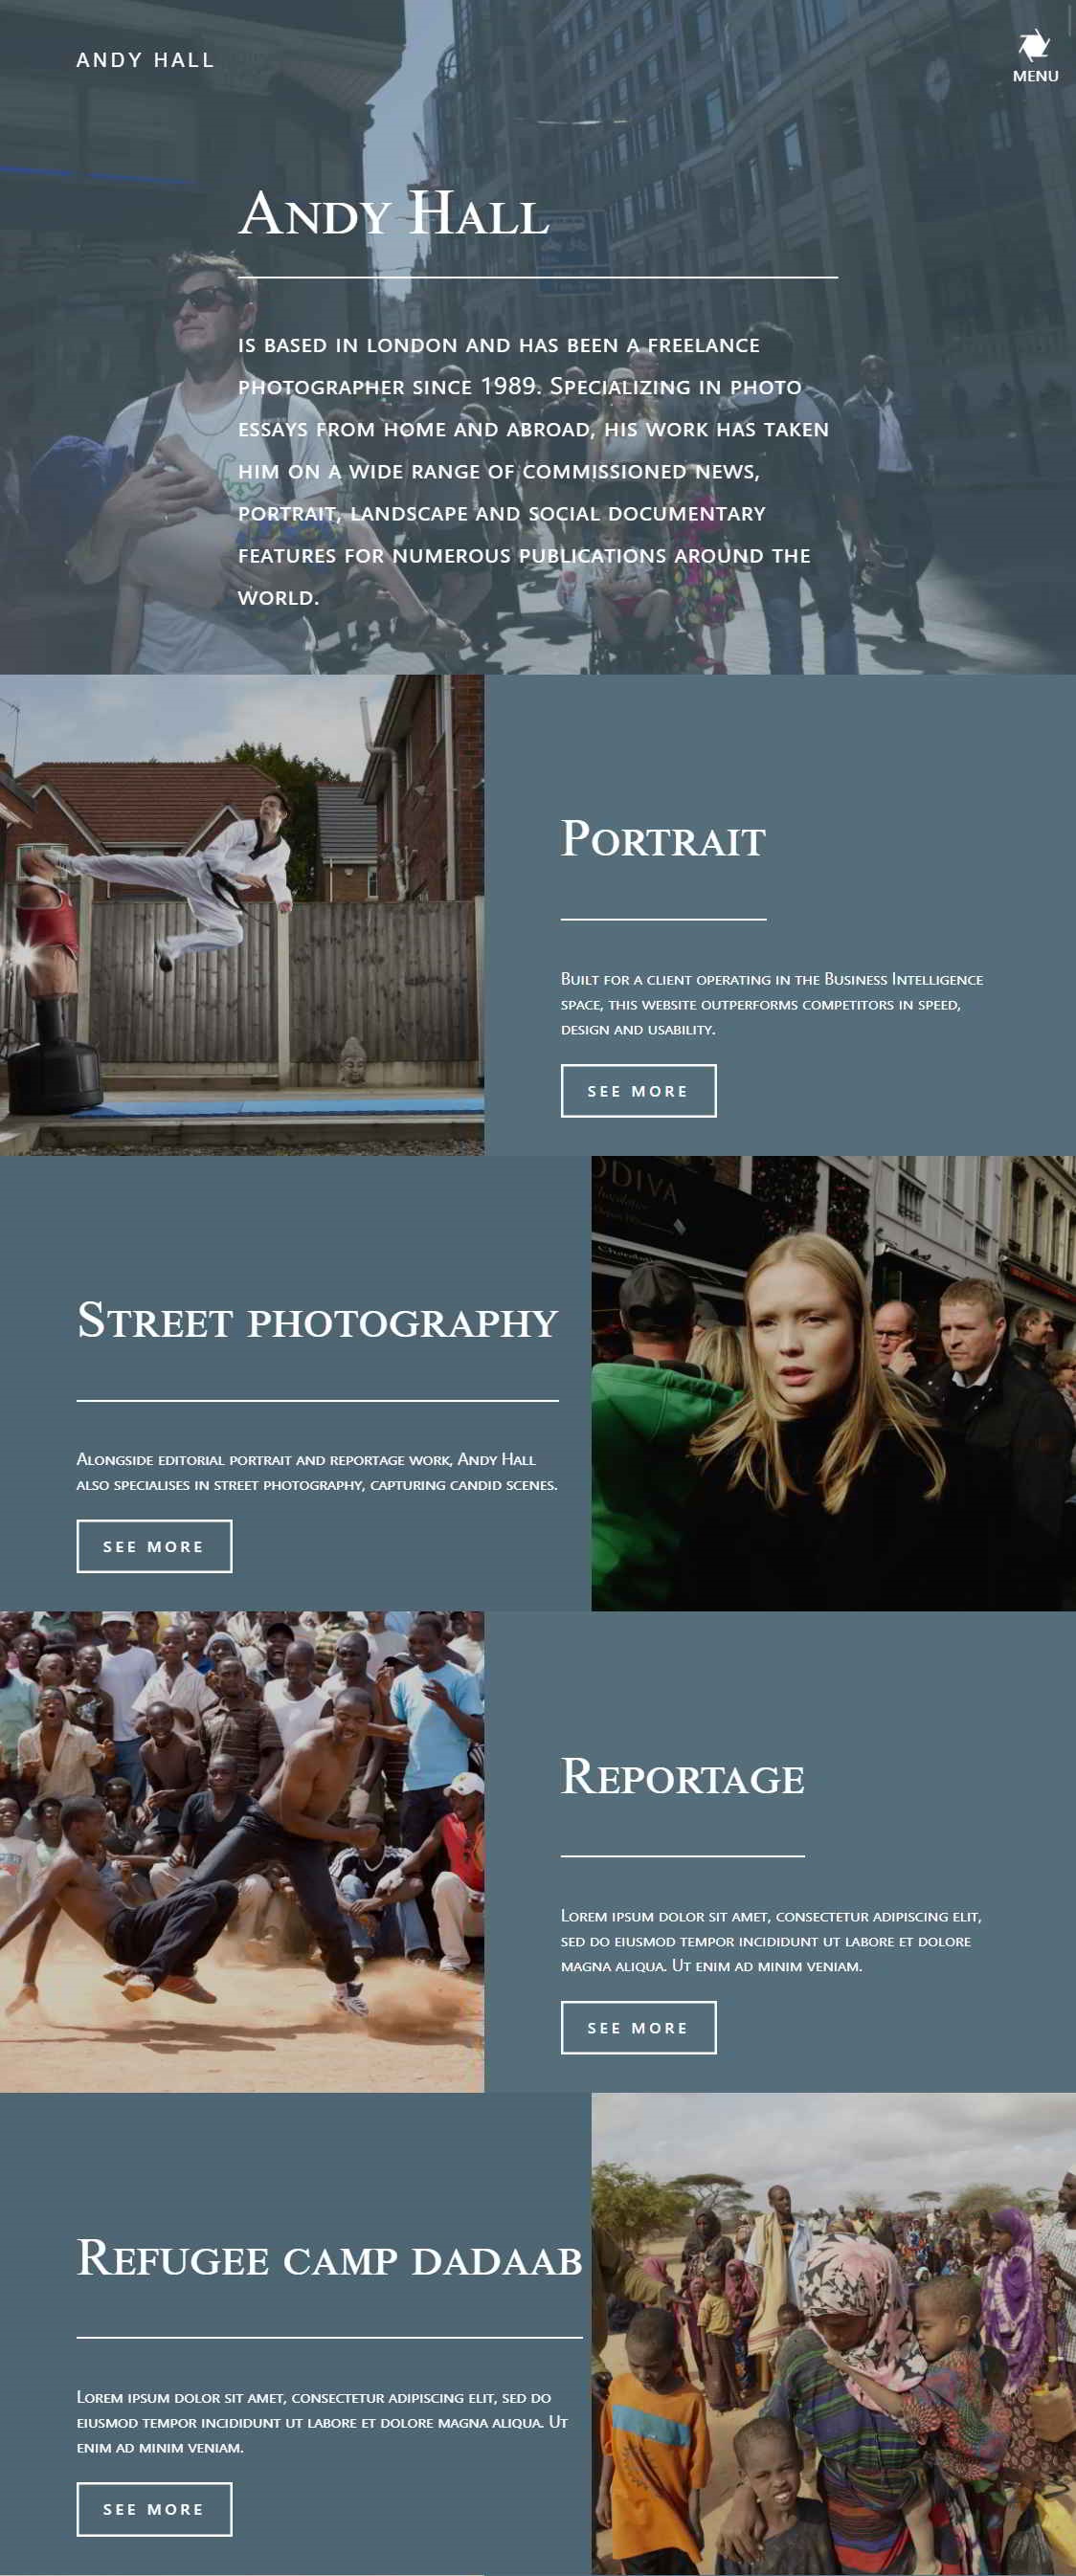 ANDY HALL
MENU
Andy Hall
is based in London and has been a freelance
photographer since 1989. Specializing in photo
essays from home and abroad, his work has taken
him on a wide range of commissioned news,
portrait, landscape and social documentary
features for numerous publications around the
world.
Portrait
Built for a client operating in the Business Intelligence
space, this website outperforms competitors in speed,
design and usability.
SEE MORE
Street photography
Alongside editorial portrait and reportage work, Andy Hall
also specialises in street photography, capturing candid scenes.
SEE MORE
Reportage
Lorem ipsum dolor sit amet, consectetur adipiscing elit,
sed do eiusmod tempor incididunt ut labore et dolore
magna aliqua. Ut enim ad minim veniam.
SEE MORE
Refugee camp dadaab
Lorem ipsum dolor sit amet, consectetur adipiscing elit, sed do
eiusmod tempor incididunt ut labore et dolore magna aliqua. Ut
enim ad minim veniam.
SEE MORE